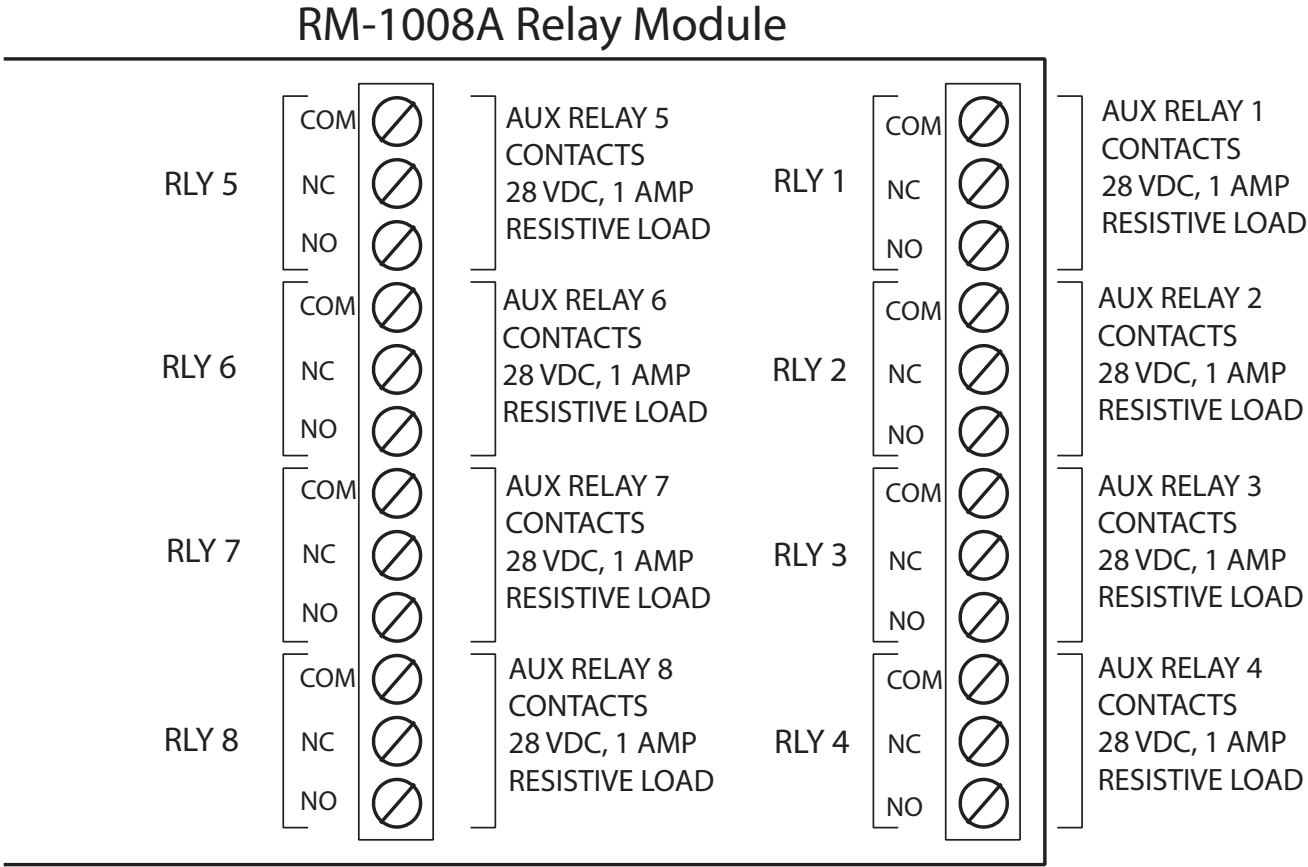 RM-1008A Relay Module
RLY 5
COM
NC
NO
AUX RELAY 5
CONTACTS
28 VDC, 1 AMP
RESISTIVE LOAD
RLY 6
COM
NC
NO
AUX RELAY 6
CONTACTS
28 VDC, 1 AMP
RESISTIVE LOAD
RLY 7
COM
NC
NO
AUX RELAY 7
CONTACTS
28 VDC, 1 AMP
RESISTIVE LOAD
RLY 8
COM
NC
NO
AUX RELAY 8
CONTACTS
28 VDC, 1 AMP
RESISTIVE LOAD
RLY 1
COM
NC
NO
AUX RELAY 1
CONTACTS
28 VDC, 1 AMP
RESISTIVE LOAD
RLY 2
COM
NC
NO
AUX RELAY 2
CONTACTS
28 VDC, 1 AMP
RESISTIVE LOAD
RLY 3
COM
NC
NO
AUX RELAY 3
CONTACTS
28 VDC, 1 AMP
RESISTIVE LOAD
RLY 4
COM
NC
NO
AUX RELAY 4
CONTACTS
28 VDC, 1 AMP
RESISTIVE LOAD